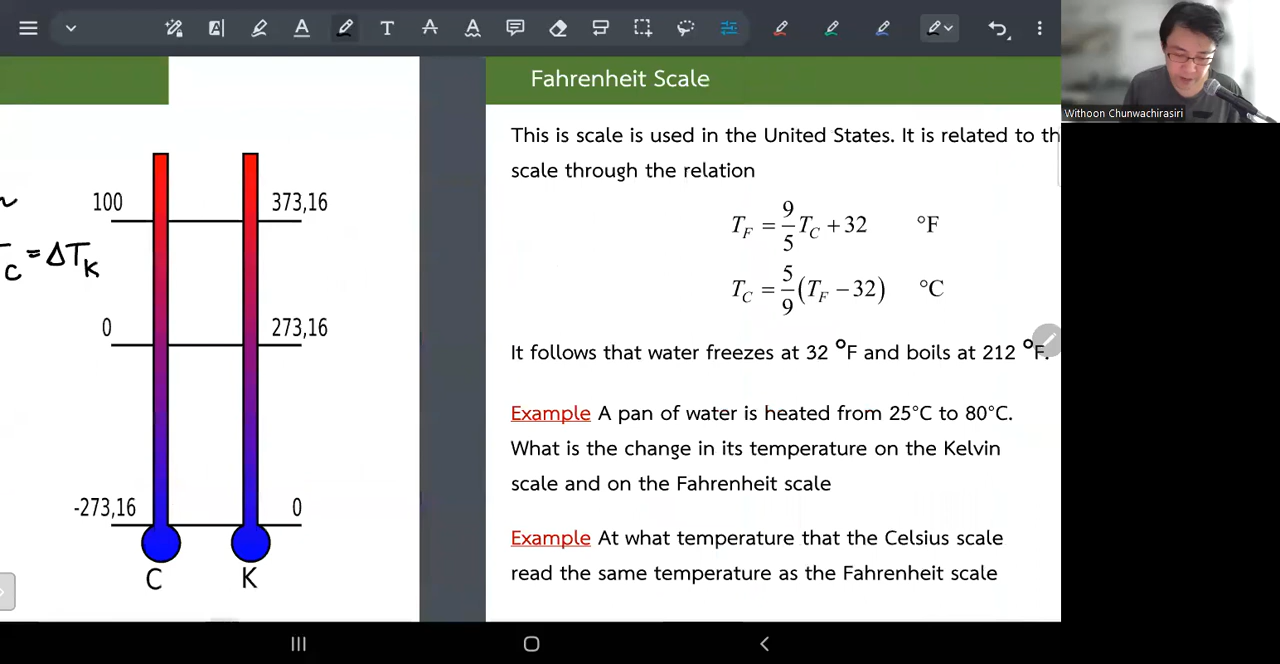 T
Withoon Chunwachirasiri
100
373,16
C = ΔTK
0
273,16
-273,16
0
C
K
Fahrenheit Scale
This is scale is used in the United States. It is related to th
scale through the relation
T_F = 9/5 T_C + 32 °F
T_C = 5/9 (T_F − 32) °C
It follows that water freezes at 32 °F and boils at 212 °F.
Example A pan of water is heated from 25°C to 80°C.
What is the change in its temperature on the Kelvin
scale and on the Fahrenheit scale
Example At what temperature that the Celsius scale
read the same temperature as the Fahrenheit scale